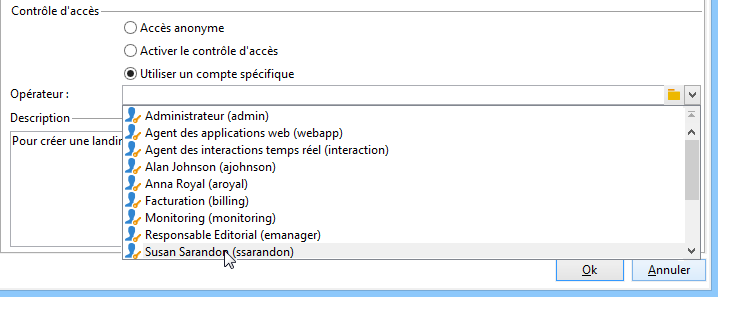 Contrôle d'accès
Accès anonyme
Activer le contrôle d'accès
Utiliser un compte spécifique
Opérateur :
Administrateur (admin)
Description
Agent des applications web (webapp)
Pour créer une landin
Agent des interactions temps réel (interaction)
Alan Johnson (ajohnson)
Anna Royal (aroyal)
Facturation (billing)
Monitoring (monitoring)
Responsable Editorial (emanager)
Susan Sarandon (ssarandon)
Ok Annuler